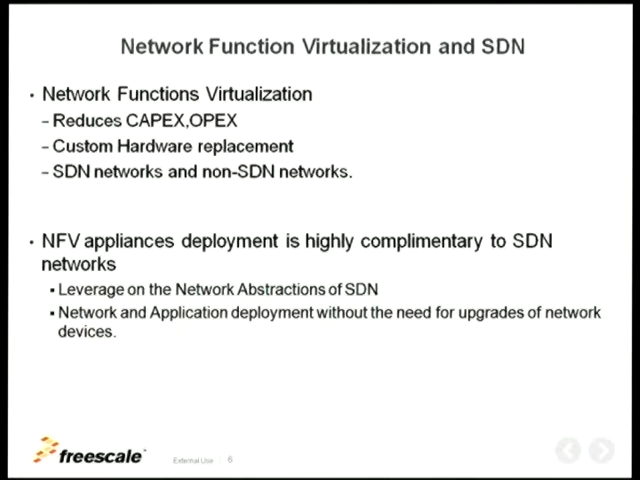 Network Function Virtualization and SDN
· Network Functions Virtualization
– Reduces CAPEX,OPEX
– Custom Hardware replacement
– SDN networks and non-SDN networks.
· NFV appliances deployment is highly complimentary to SDN
networks
▪ Leverage on the Network Abstractions of SDN
▪ Network and Application deployment without the need for upgrades of network
devices.
freescale™
External Use | 6